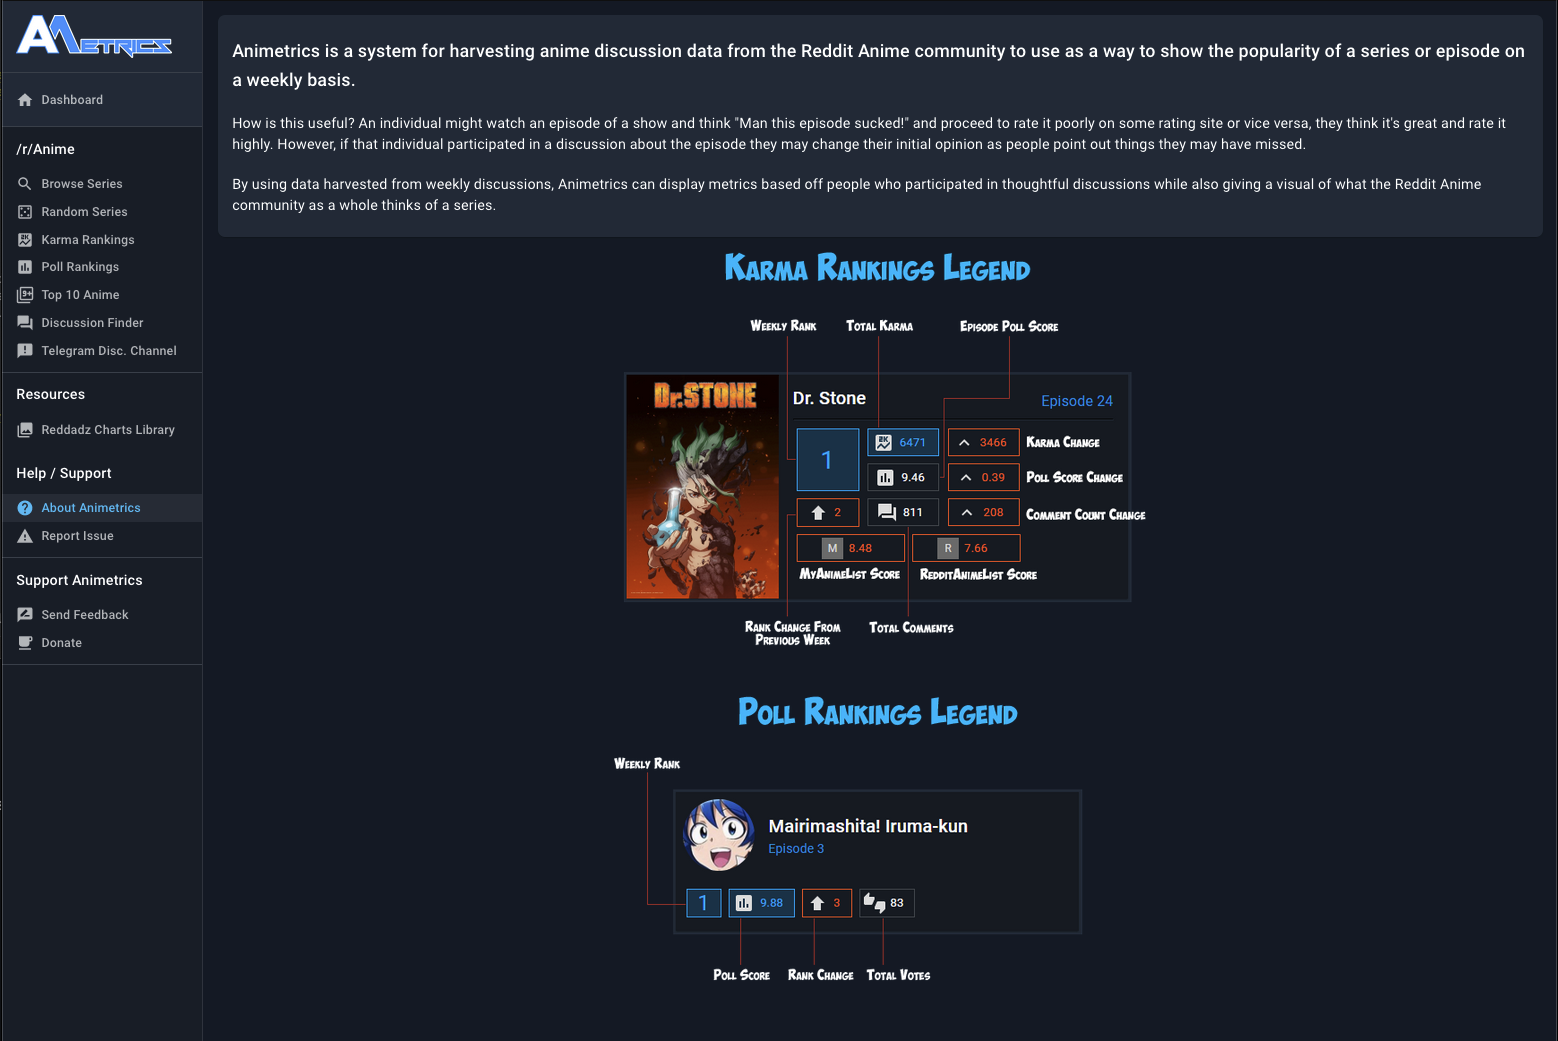 AMETRICS
Dashboard
/r/Anime
Browse Series
Random Series
Karma Rankings
Poll Rankings
Top 10 Anime
Discussion Finder
Telegram Disc. Channel
Resources
Reddadz Charts Library
Help / Support
About Animetrics
Report Issue
Support Animetrics
Send Feedback
Donate
Animetrics is a system for harvesting anime discussion data from the Reddit Anime community to use as a way to show the popularity of a series or episode on
a weekly basis.
How is this useful? An individual might watch an episode of a show and think "Man this episode sucked!" and proceed to rate it poorly on some rating site or vice versa, they think it's great and rate it
highly. However, if that individual participated in a discussion about the episode they may change their initial opinion as people point out things they may have missed.
By using data harvested from weekly discussions, Animetrics can display metrics based off people who participated in thoughtful discussions while also giving a visual of what the Reddit Anime
community as a whole thinks of a series.
Karma Rankings Legend
Weekly Rank Total Karma Episode Poll Score
Dr.STONE
Dr. Stone Episode 24
1 6471 3466 Karma Change
9.46 0.39 Poll Score Change
2 811 208 Comment Count Change
M 8.48 R 7.66
MyAnimeList Score RedditAnimeList Score
Rank Change From
Previous Week
Total Comments
Poll Rankings Legend
Weekly Rank
Mairimashita! Iruma-kun
Episode 3
1 9.88 3 83
Poll Score Rank Change Total Votes